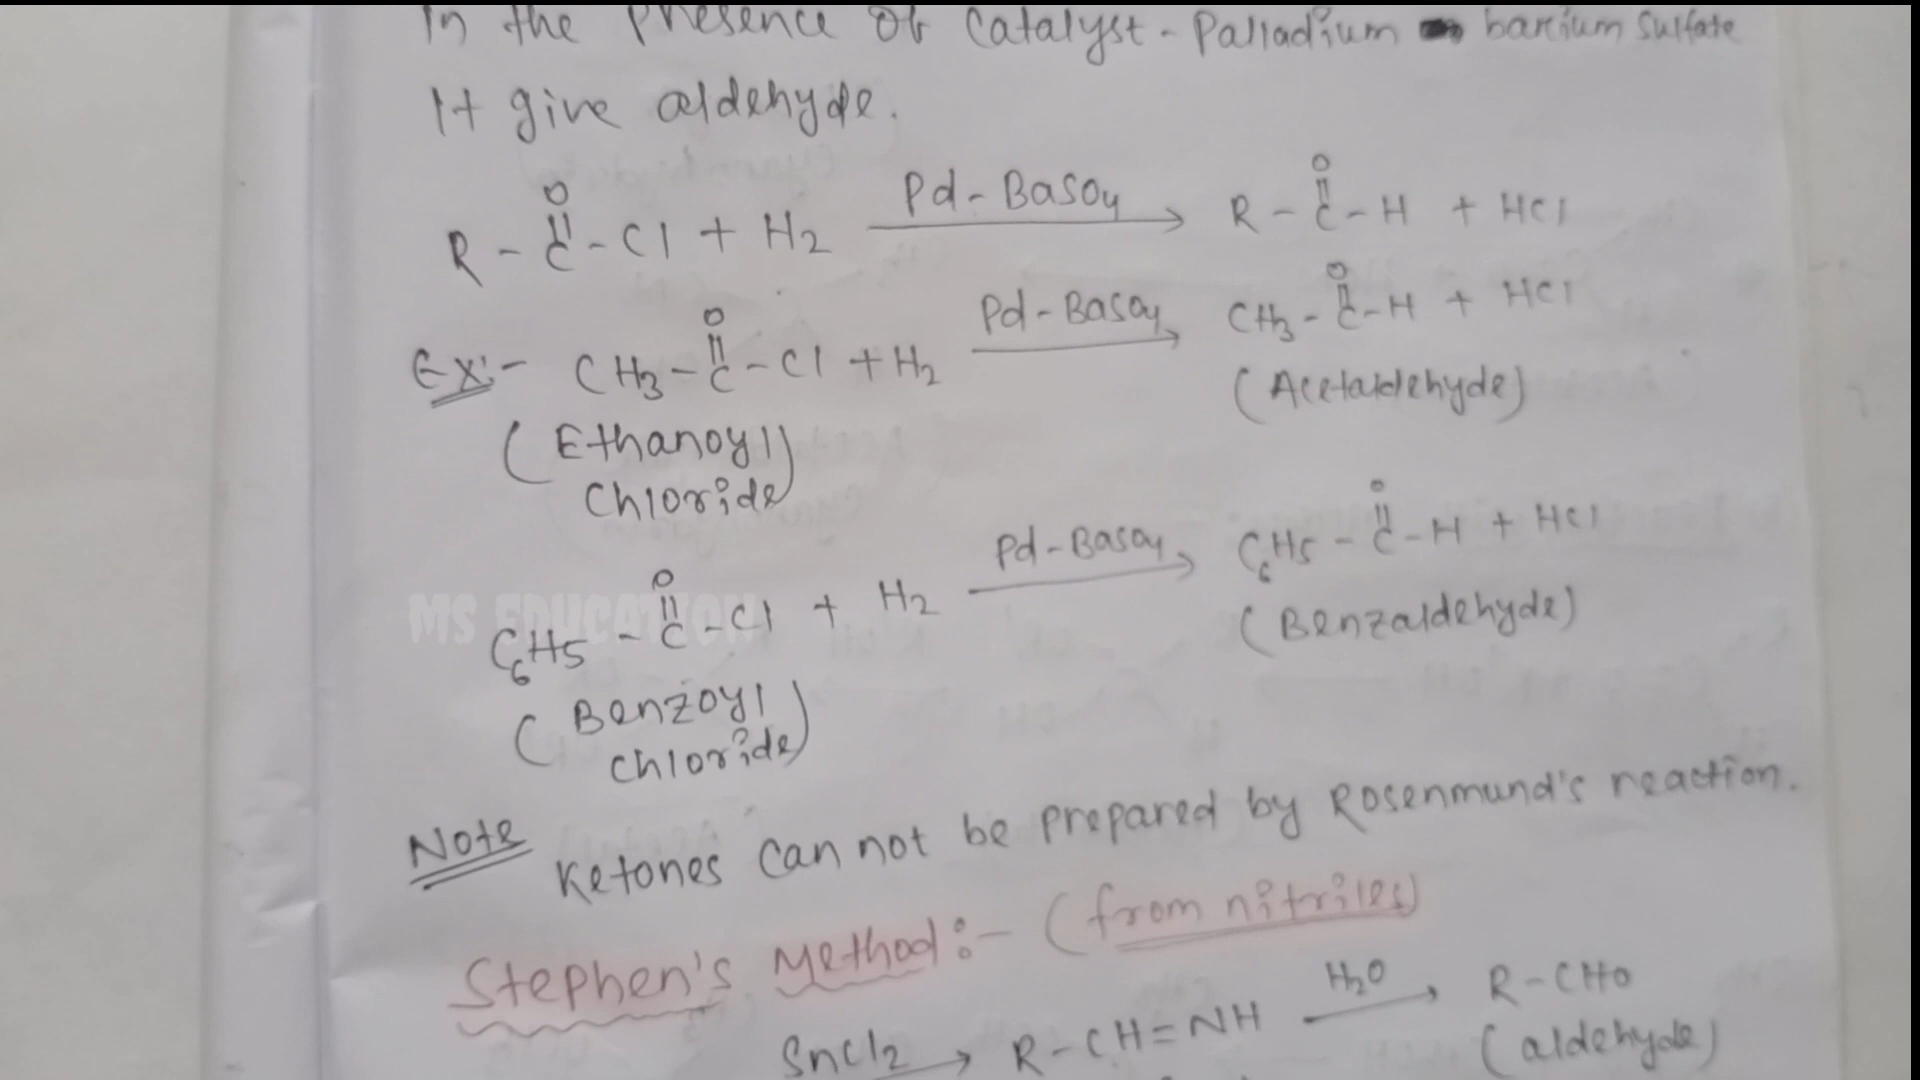 In the presence of catalyst - palladium barium sulfate
It give aldehyde.
O
R - C - Cl + H2 Pd - BaSO4 → R - C - H + HCl
O
Ex:- CH3 - C - Cl + H2 Pd - BaSO4 → CH3 - C - H + HCl
(Ethanoyl Chloride) (Acetaldehyde)
O
C6H5 - C - Cl + H2 Pd - BaSO4 → C6H5 - C - H + HCl
MS EDUCATION
(Benzoyl chloride) (Benzaldehyde)
Note Ketones can not be prepared by Rosenmund's reaction.
Stephen's Method :- (from nitriles)
SnCl2 → R - CH = NH H2O → R - CHO
(aldehyde)